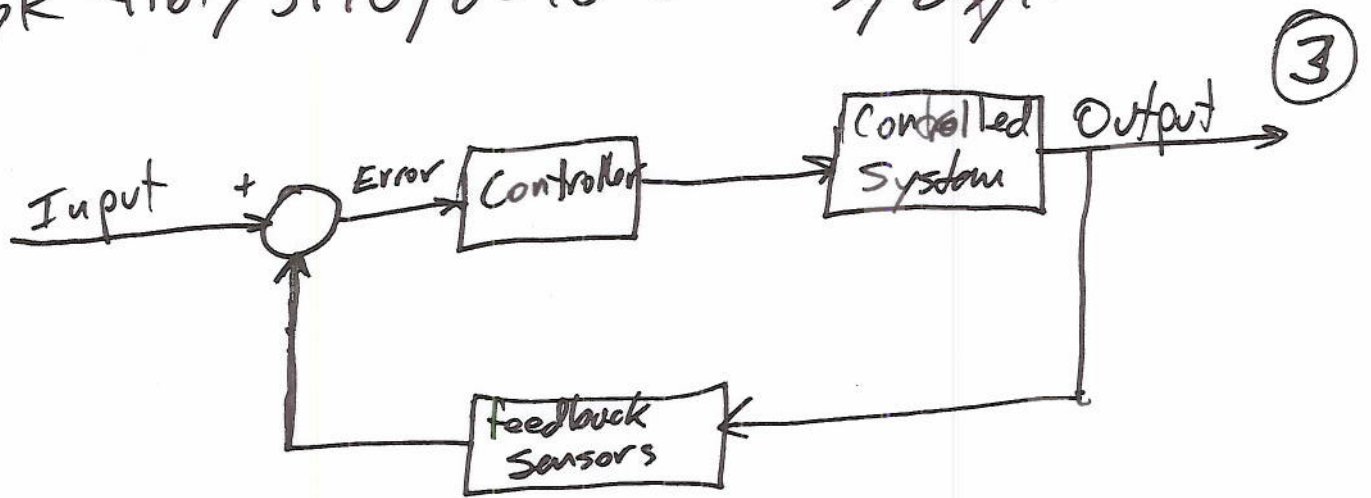 3
Input
+
Error
Controller
Controlled
System
Output
feedback
Sensors